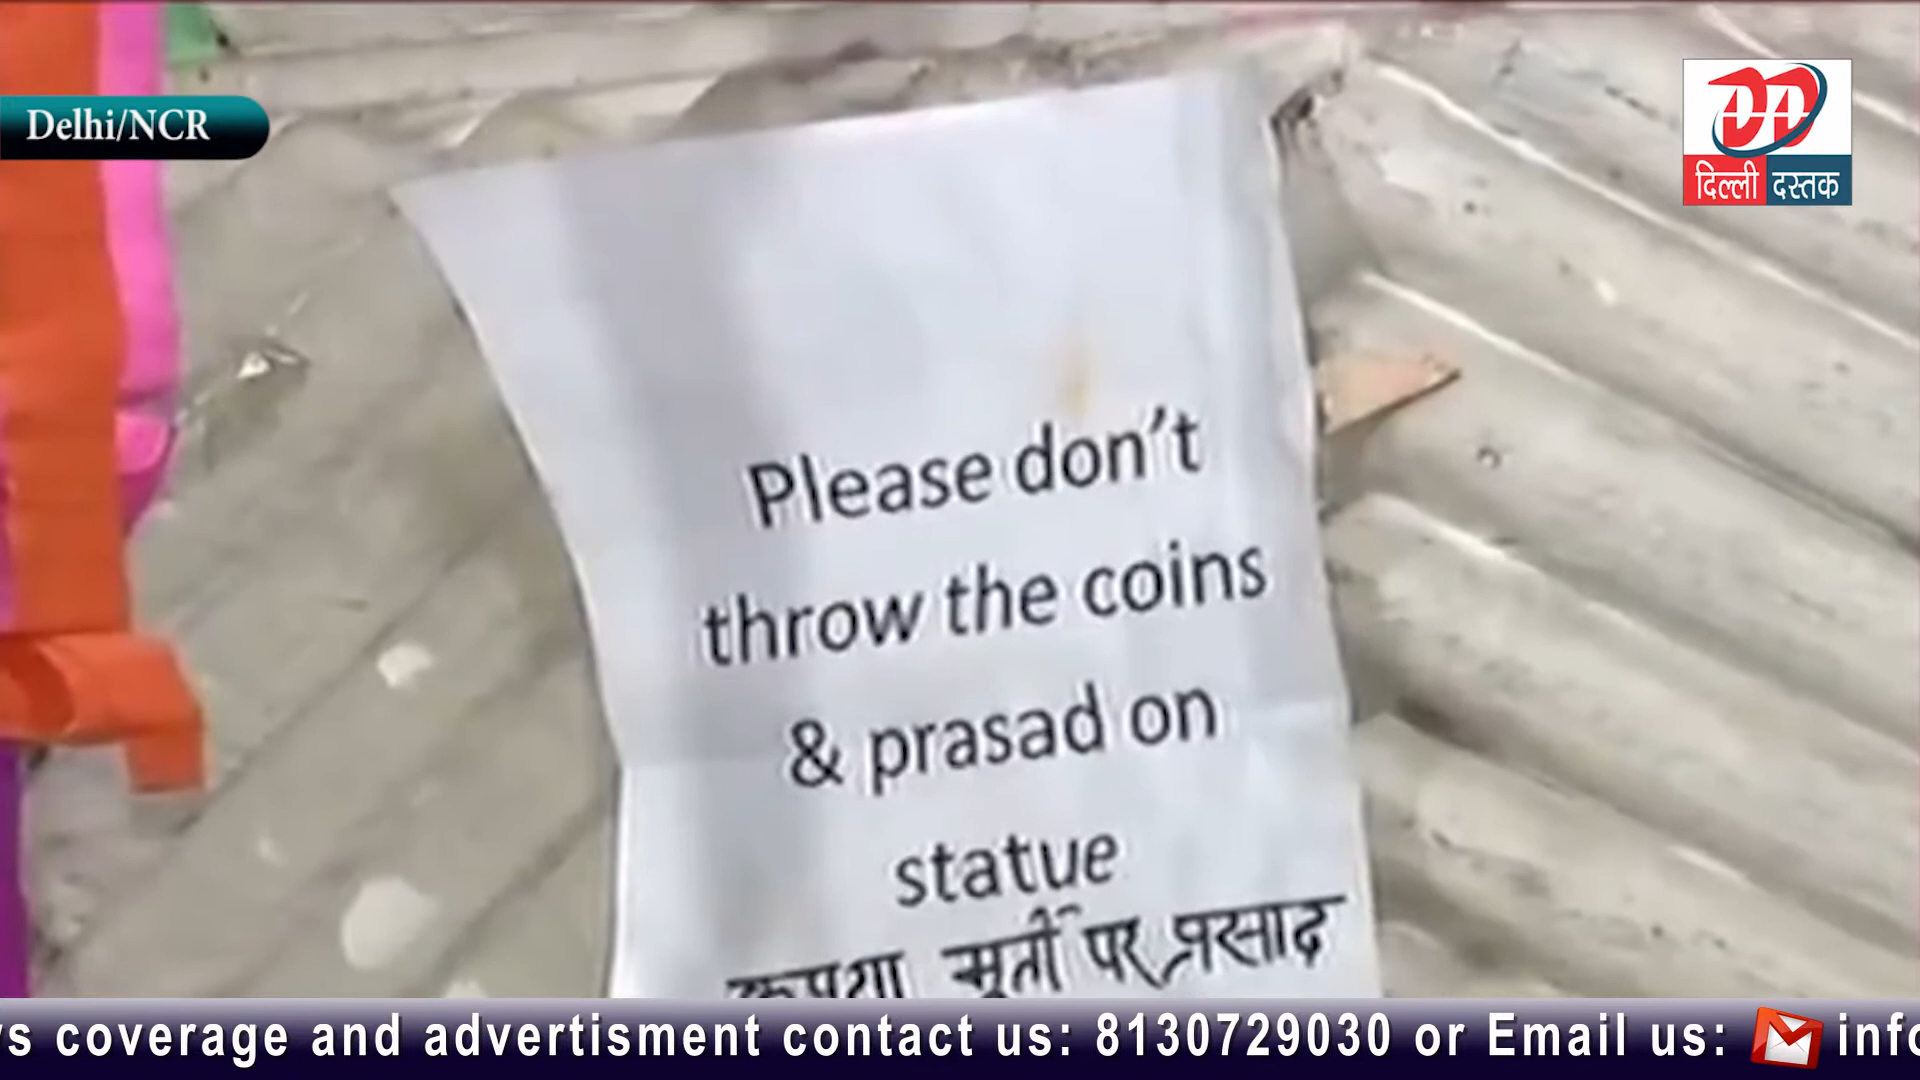 Delhi/NCR
दिल्ली दस्तक
Please don't
throw the coins
& prasad on
statue
कृपया मूर्ती पर प्रसाद
coverage and advertisment contact us: 8130729030 or Email us: info